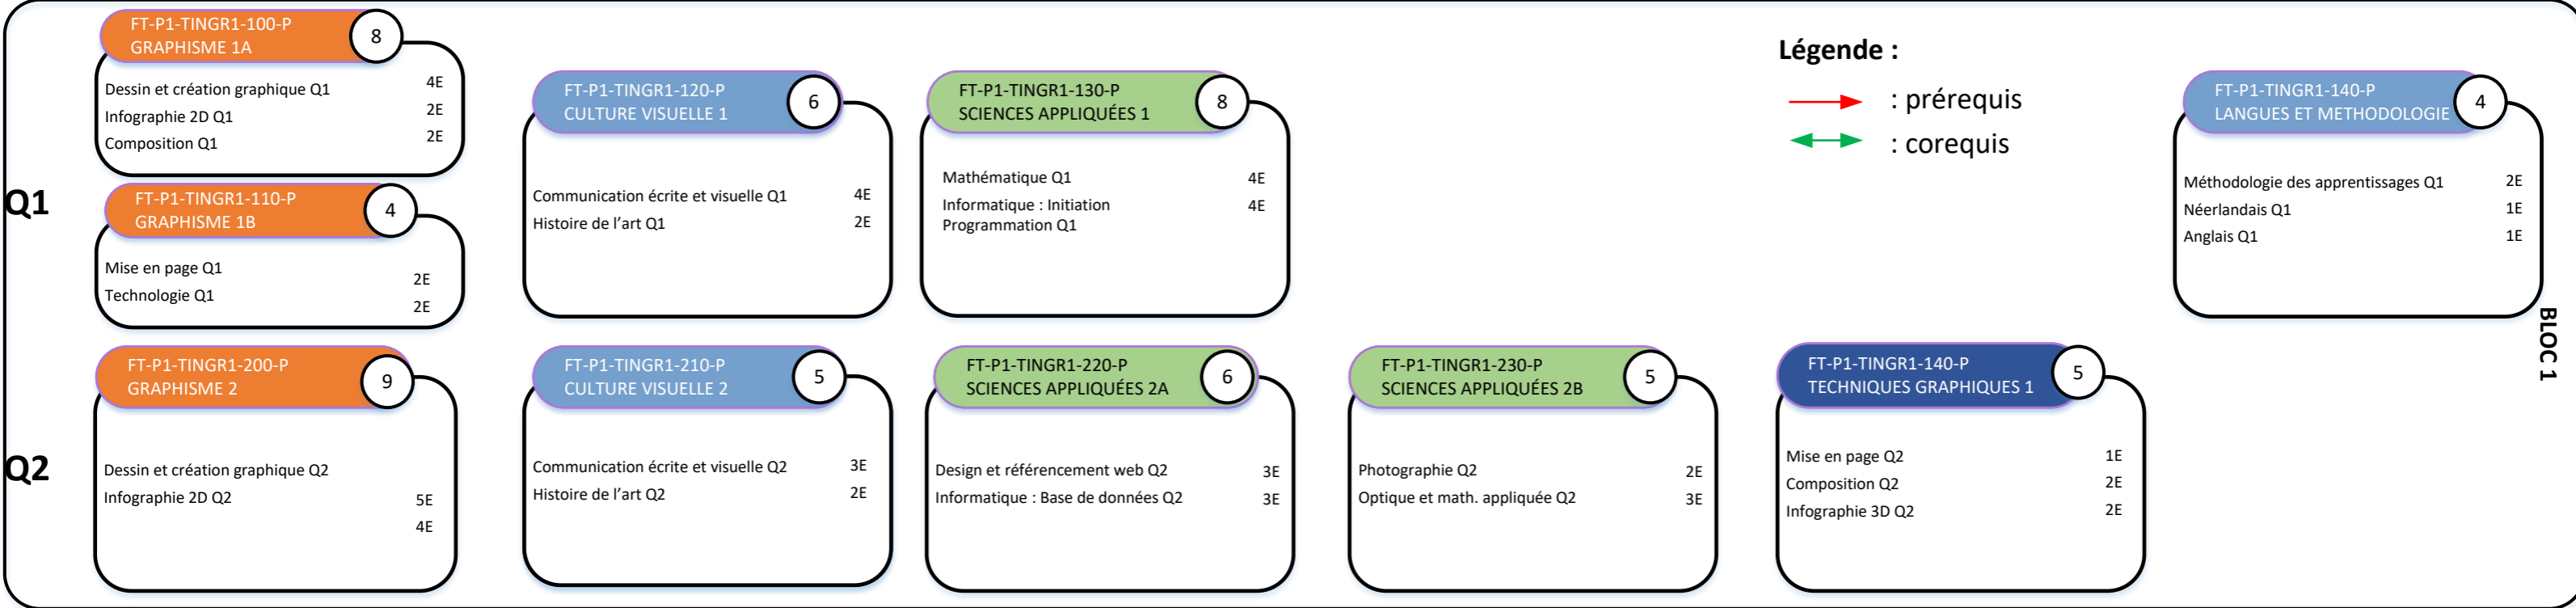 FT-P1-TINGR1-100-P
GRAPHISME 1A
8
Dessin et création graphique Q1 4E
Infographie 2D Q1 2E
Composition Q1 2E
Q1
FT-P1-TINGR1-110-P
GRAPHISME 1B
4
Mise en page Q1 2E
Technologie Q1 2E
FT-P1-TINGR1-120-P
CULTURE VISUELLE 1
6
Communication écrite et visuelle Q1 4E
Histoire de l'art Q1 2E
FT-P1-TINGR1-130-P
SCIENCES APPLIQUÉES 1
8
Mathématique Q1 4E
Informatique : Initiation 4E
Programmation Q1
Légende :
: prérequis
: corequis
FT-P1-TINGR1-140-P
LANGUES ET METHODOLOGIE
4
Méthodologie des apprentissages Q1 2E
Néerlandais Q1 1E
Anglais Q1 1E
BLOC 1
Q2
FT-P1-TINGR1-200-P
GRAPHISME 2
9
Dessin et création graphique Q2
Infographie 2D Q2 5E
4E
FT-P1-TINGR1-210-P
CULTURE VISUELLE 2
5
Communication écrite et visuelle Q2 3E
Histoire de l'art Q2 2E
FT-P1-TINGR1-220-P
SCIENCES APPLIQUÉES 2A
6
Design et référencement web Q2 3E
Informatique : Base de données Q2 3E
FT-P1-TINGR1-230-P
SCIENCES APPLIQUÉES 2B
5
Photographie Q2 2E
Optique et math. appliquée Q2 3E
FT-P1-TINGR1-140-P
TECHNIQUES GRAPHIQUES 1
5
Mise en page Q2 1E
Composition Q2 2E
Infographie 3D Q2 2E